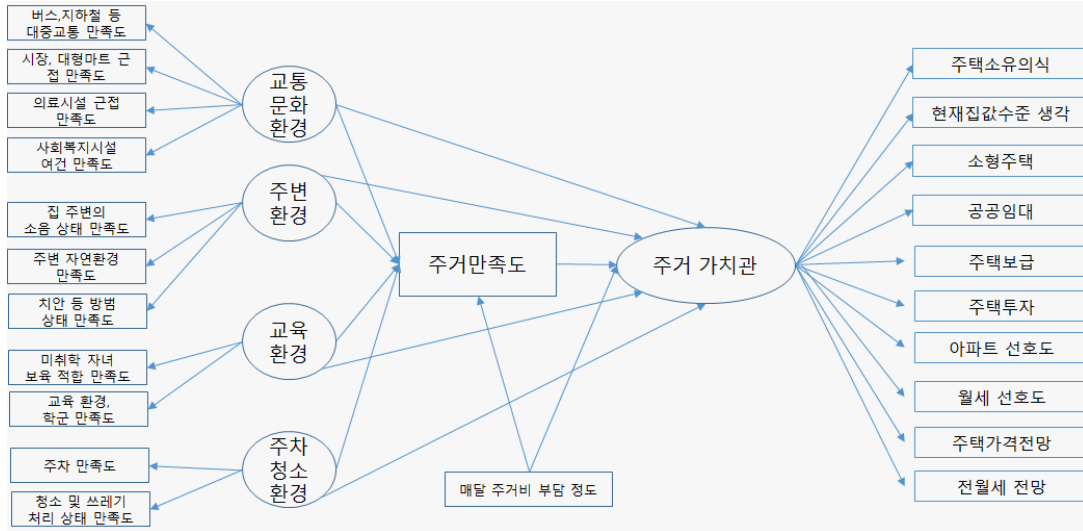 버스,지하철 등
대중교통 만족도
시장, 대형마트 근
접 만족도
의료시설 근접
만족도
사회복지시설
여건 만족도
집 주변의
소음 상태 만족도
주변 자연환경
만족도
치안 등 방범
상태 만족도
미취학 자녀
보육 적합 만족도
교육 환경,
학군 만족도
주차 만족도
청소 및 쓰레기
처리 상태 만족도
교통
문화
환경
주변
환경
교육
환경
주차
청소
환경
주거만족도
매달 주거비 부담 정도
주거 가치관
주택소유의식
현재집값수준 생각
소형주택
공공임대
주택보급
주택투자
아파트 선호도
월세 선호도
주택가격전망
전월세 전망